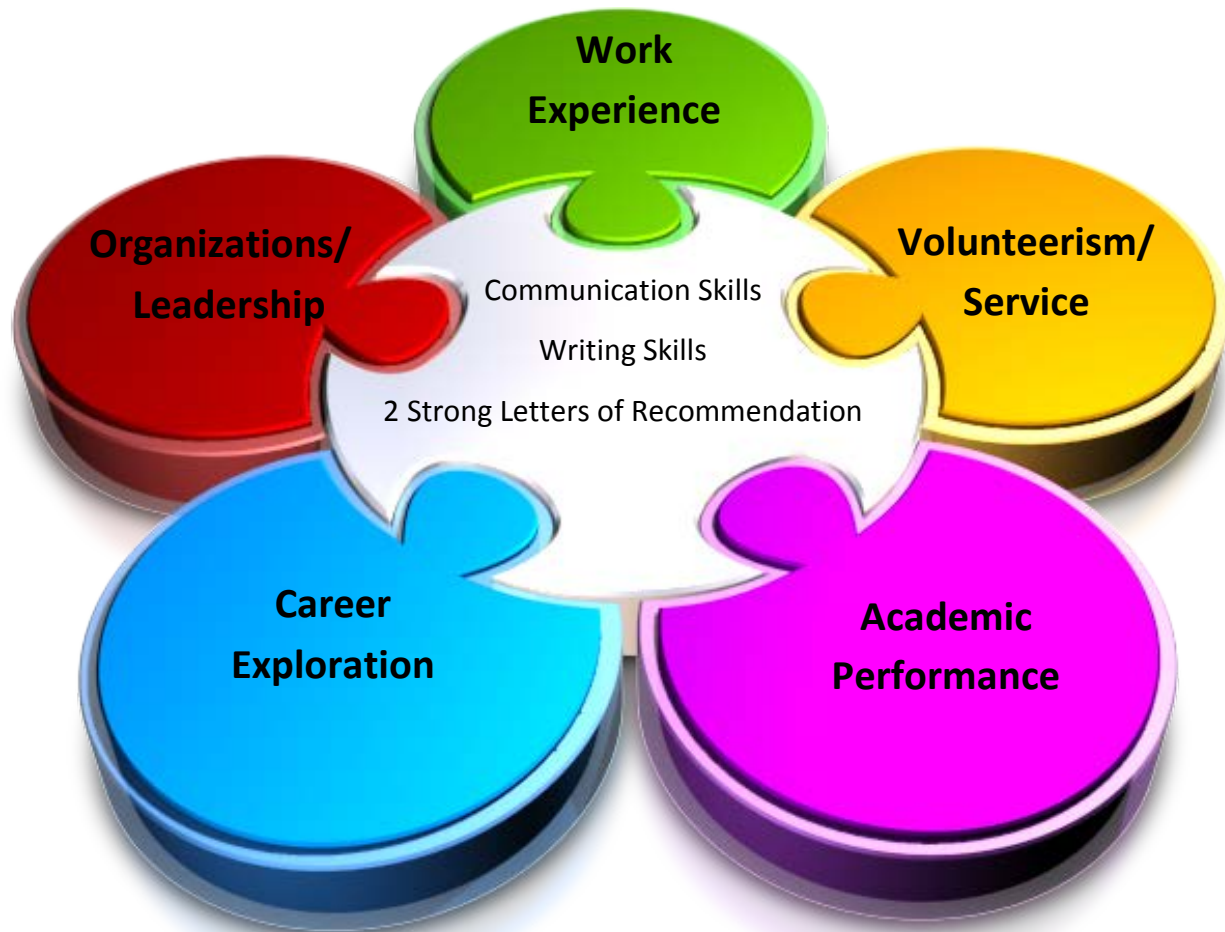 Work
Experience
Organizations/
Leadership
Volunteerism/
Service
Communication Skills
Writing Skills
2 Strong Letters of Recommendation
Career
Exploration
Academic
Performance